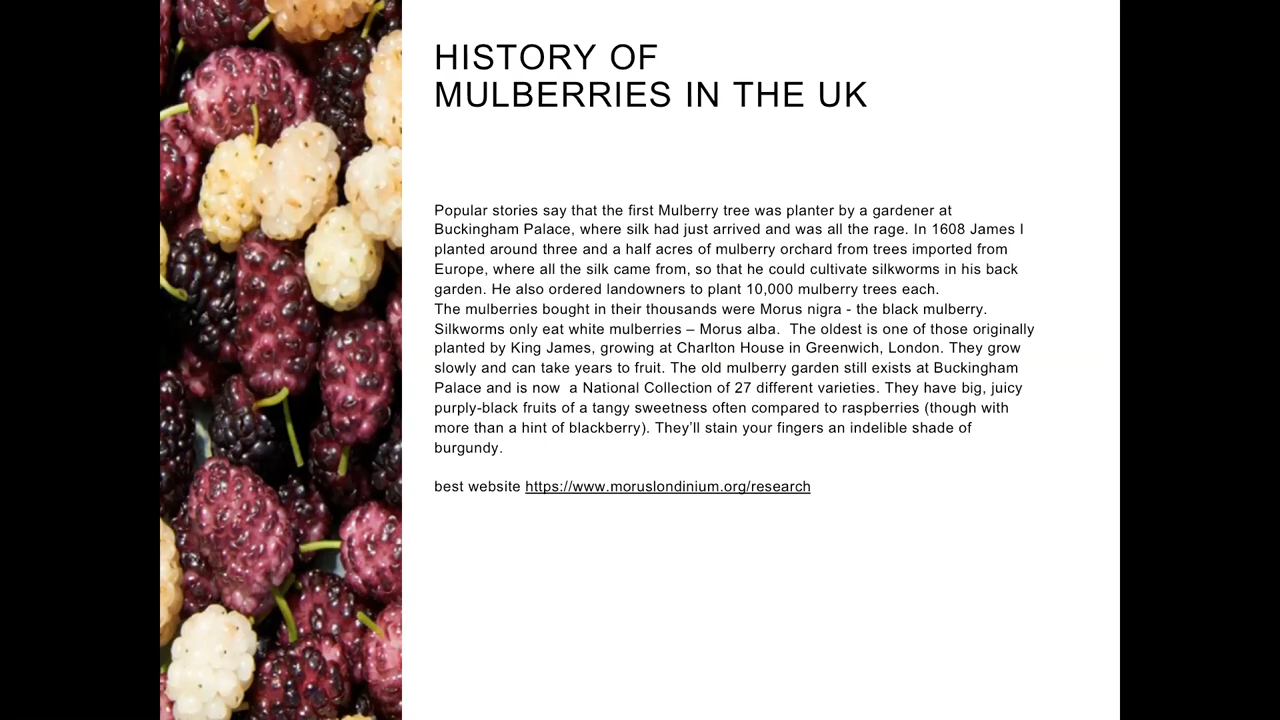 HISTORY OF
MULBERRIES IN THE UK
Popular stories say that the first Mulberry tree was planter by a gardener at
Buckingham Palace, where silk had just arrived and was all the rage. In 1608 James I
planted around three and a half acres of mulberry orchard from trees imported from
Europe, where all the silk came from, so that he could cultivate silkworms in his back
garden. He also ordered landowners to plant 10,000 mulberry trees each.
The mulberries bought in their thousands were Morus nigra - the black mulberry.
Silkworms only eat white mulberries – Morus alba.  The oldest is one of those originally
planted by King James, growing at Charlton House in Greenwich, London. They grow
slowly and can take years to fruit. The old mulberry garden still exists at Buckingham
Palace and is now  a National Collection of 27 different varieties. They have big, juicy
purply-black fruits of a tangy sweetness often compared to raspberries (though with
more than a hint of blackberry). They’ll stain your fingers an indelible shade of
burgundy.
best website https://www.moruslondinium.org/research